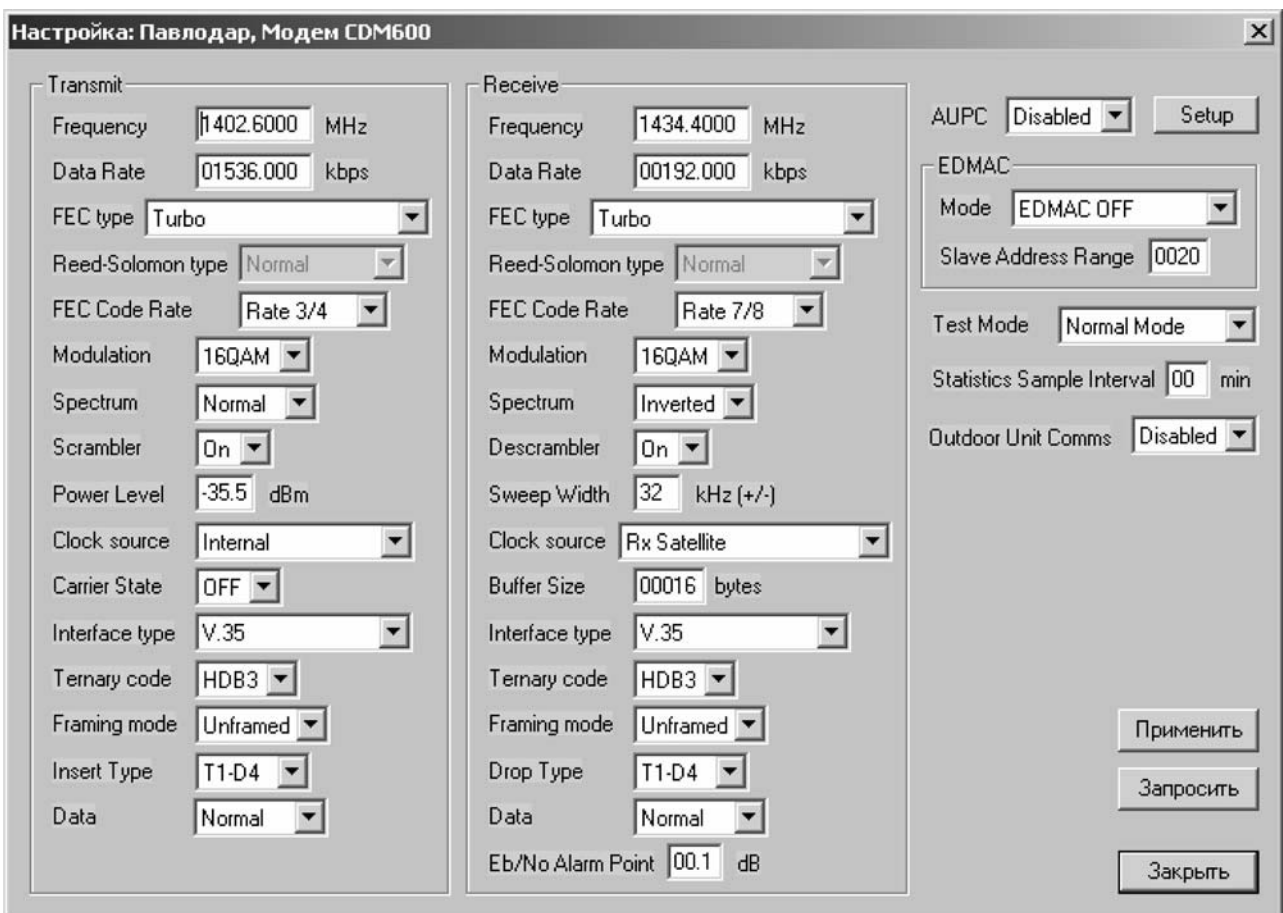 Настройка: Павлодар, Модем CDM600
Transmit
Frequency 1402.6000 MHz
Data Rate 01536.000 kbps
FEC type Turbo
Reed-Solomon type Normal
FEC Code Rate Rate 3/4
Modulation 16QAM
Spectrum Normal
Scrambler On
Power Level -35.5 dBm
Clock source Internal
Carrier State OFF
Interface type V.35
Ternary code HDB3
Framing mode Unframed
Insert Type T1-D4
Data Normal
Receive
Frequency 1434.4000 MHz
Data Rate 00192.000 kbps
FEC type Turbo
Reed-Solomon type Normal
FEC Code Rate Rate 7/8
Modulation 16QAM
Spectrum Inverted
Descrambler On
Sweep Width 32 kHz (+/-)
Clock source Rx Satellite
Buffer Size 00016 bytes
Interface type V.35
Ternary code HDB3
Framing mode Unframed
Drop Type T1-D4
Data Normal
Eb/No Alarm Point 00.1 dB
AUPC Disabled Setup
EDMAC
Mode EDMAC OFF
Slave Address Range 0020
Test Mode Normal Mode
Statistics Sample Interval 00 min
Outdoor Unit Comms Disabled
Применить
Запросить
Закрыть